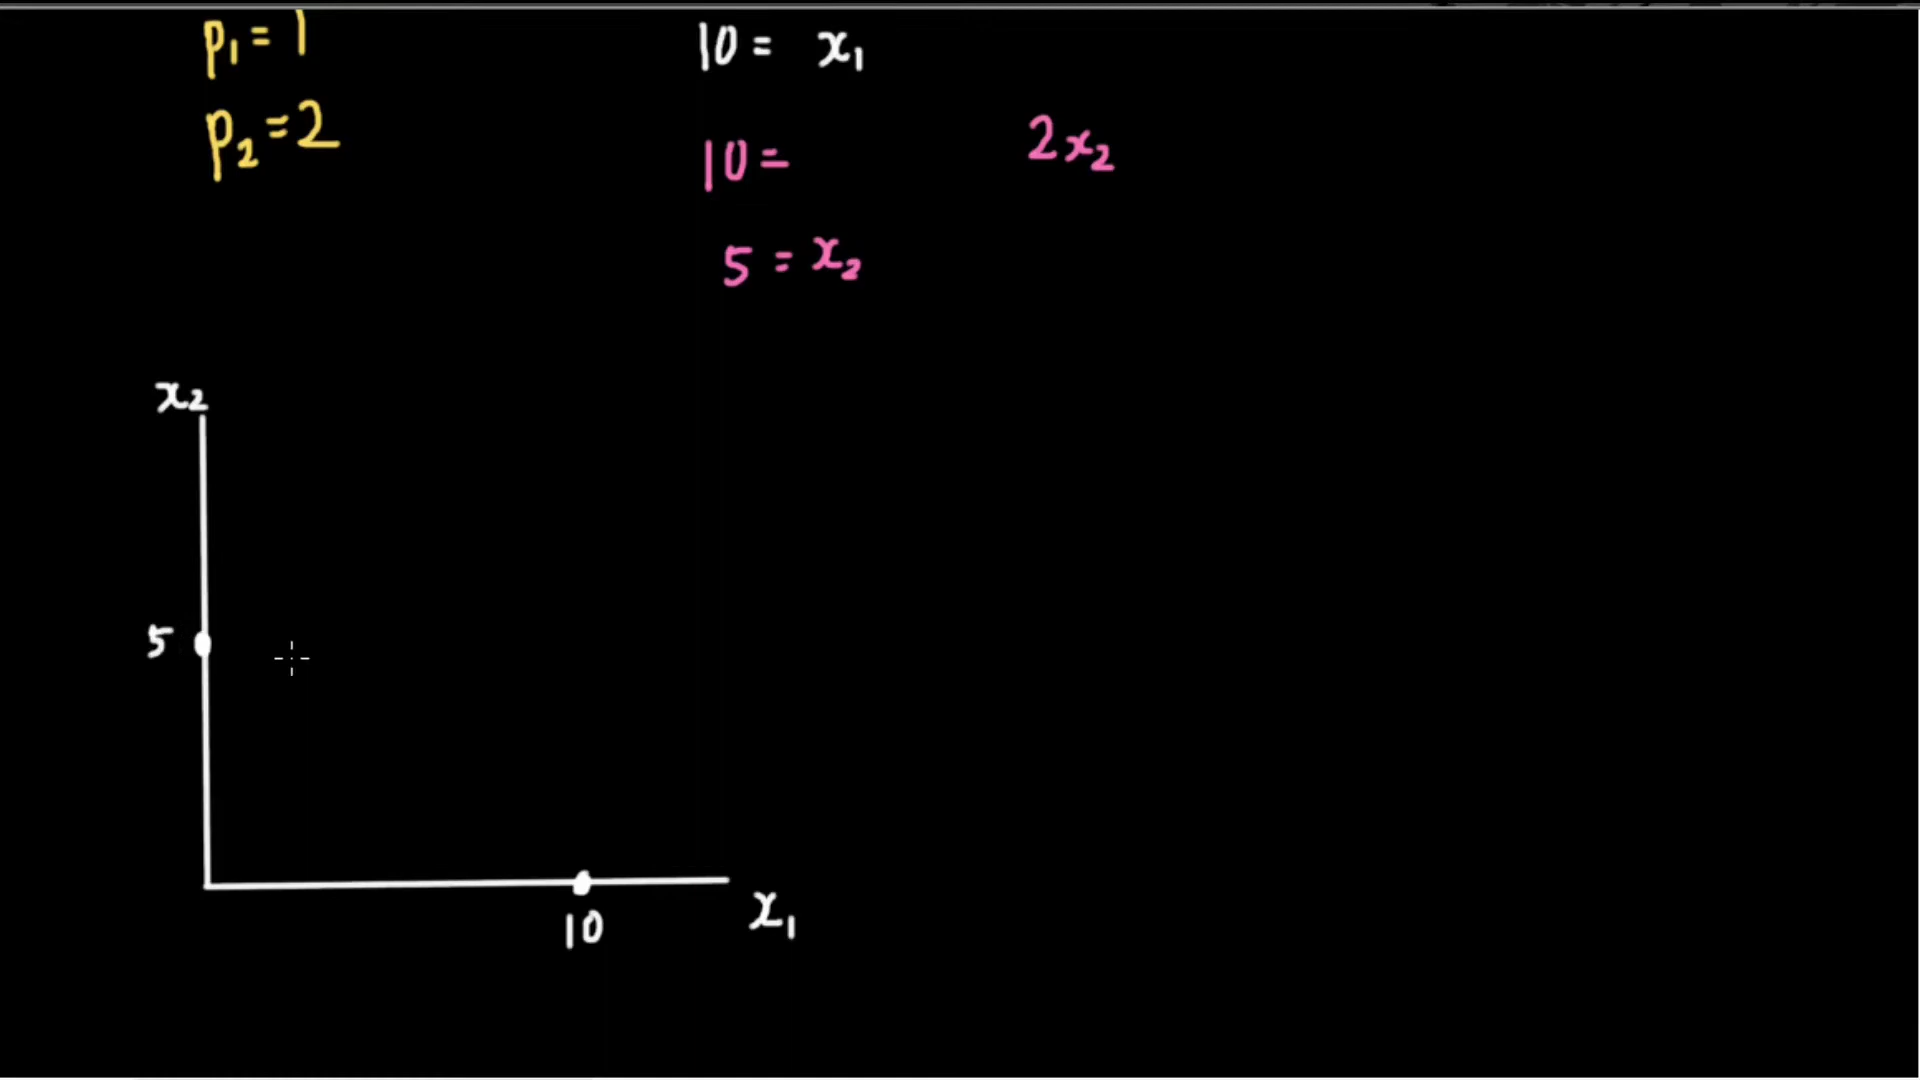 p₁ = 1
10 = x₁
p₂ = 2
10 = 2x₂
5 = x₂
x₂
5
10
x₁